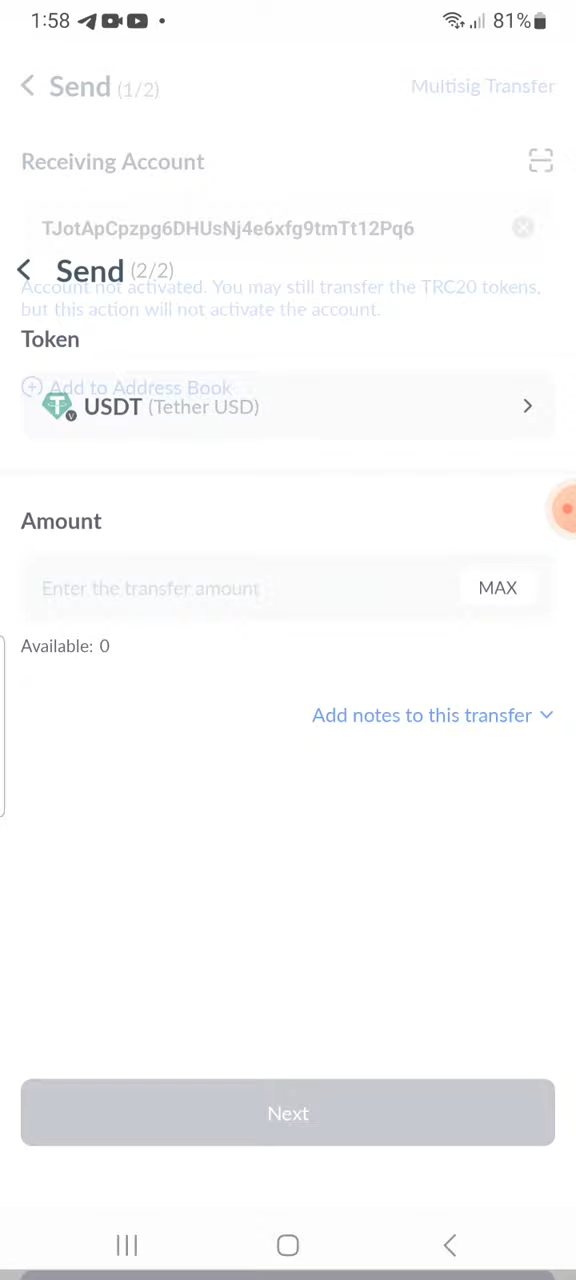 1:58
81%
Send (1/2)
Multisig Transfer
Receiving Account
TJotApCpzpg6DHUsNj4e6xfg9tmTt12Pq6
Send (2/2)
Account not activated. You may still transfer the TRC20 tokens,
but this action will not activate the account.
Token
Add to Address Book
USDT (Tether USD)
Amount
Enter the transfer amount
MAX
Available: 0
Add notes to this transfer
Next